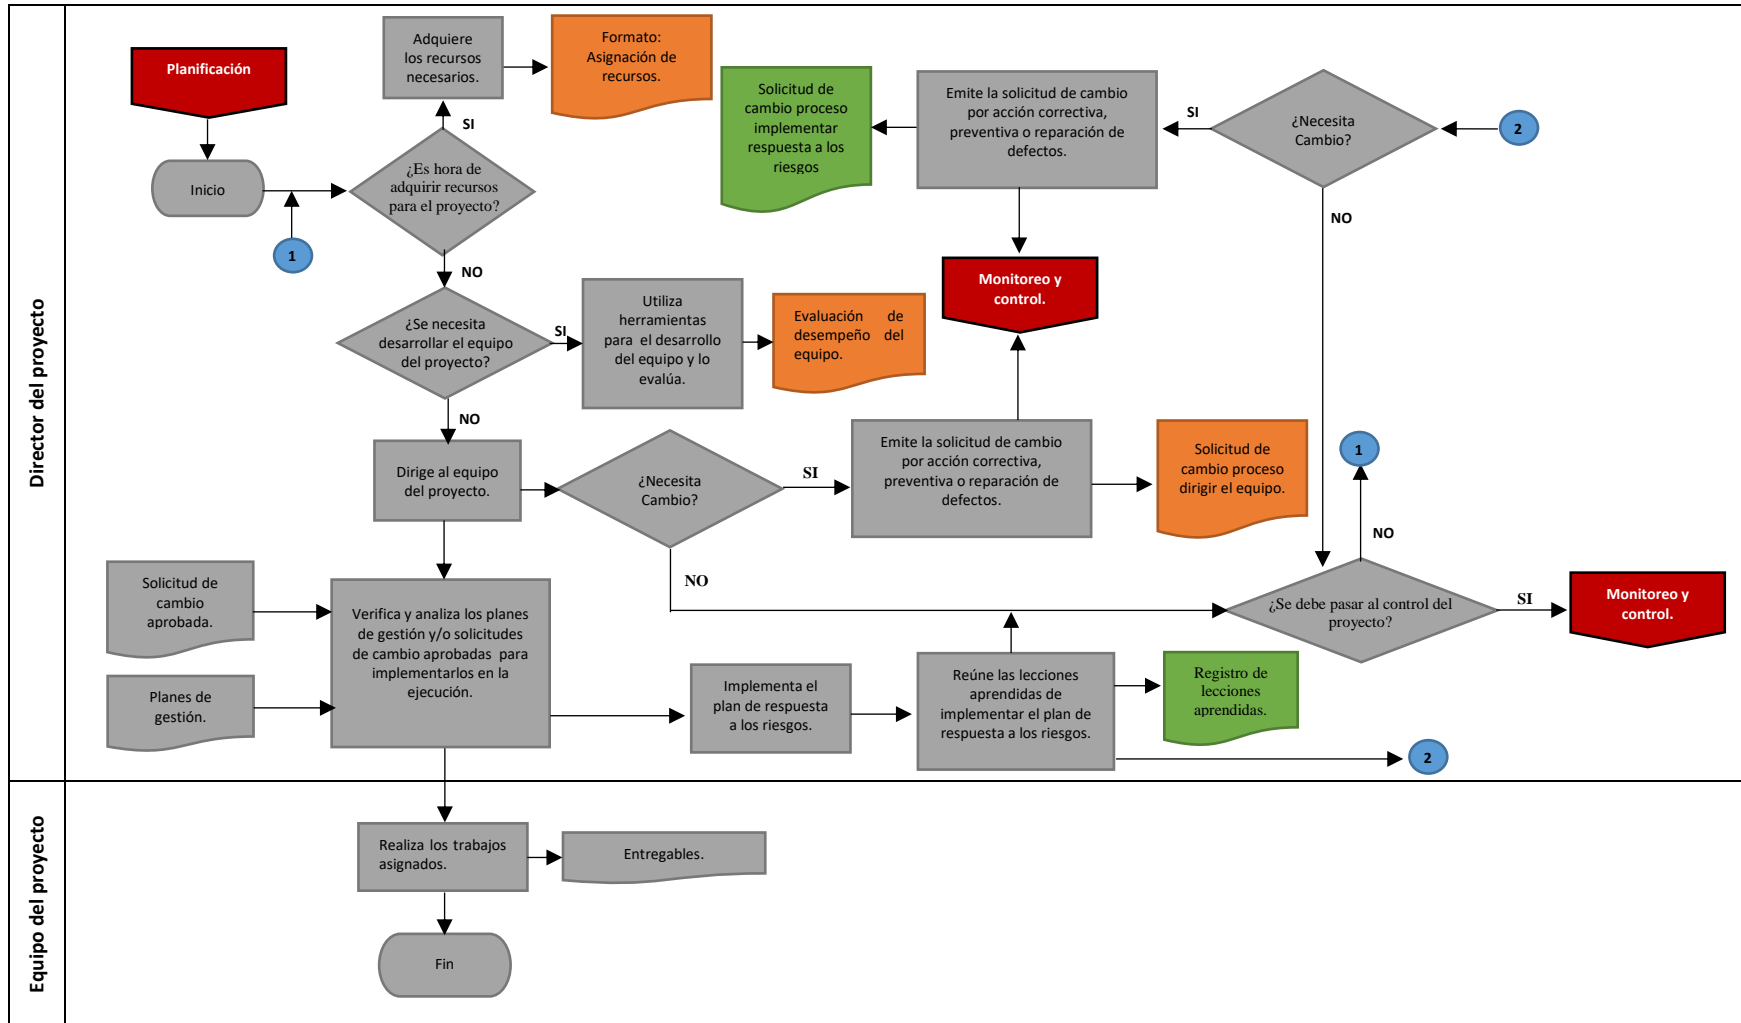 Director del proyecto
Planificación
Inicio
1
Adquiere
los recursos
necesarios.
Formato:
Asignación de
recursos.
SI
¿Es hora de
adquirir recursos
para el proyecto?
NO
¿Se necesita
desarrollar el equipo
del proyecto?
SI
Utiliza
herramientas
para el desarrollo
del equipo y lo
evalúa.
Evaluación de
desempeño del
equipo.
NO
Dirige al equipo
del proyecto.
¿Necesita
Cambio?
SI
Emite la solicitud de cambio
por acción correctiva,
preventiva o reparación de
defectos.
Solicitud de
cambio proceso
dirigir el equipo.
NO
Solicitud de
cambio proceso
implementar
respuesta a los
riesgos
Emite la solicitud de cambio
por acción correctiva,
preventiva o reparación de
defectos.
SI
¿Necesita
Cambio?
2
NO
Monitoreo y
control.
1
NO
¿Se debe pasar al control del
proyecto?
SI
Monitoreo y
control.
Solicitud de
cambio
aprobada.
Planes de
gestión.
Verifica y analiza los planes
de gestión y/o solicitudes
de cambio aprobadas para
implementarlos en la
ejecución.
Implementa el
plan de respuesta
a los riesgos.
Reúne las lecciones
aprendidas de
implementar el plan de
respuesta a los riesgos.
Registro de
lecciones
aprendidas.
2
Equipo del proyecto
Realiza los trabajos
asignados.
Entregables.
Fin